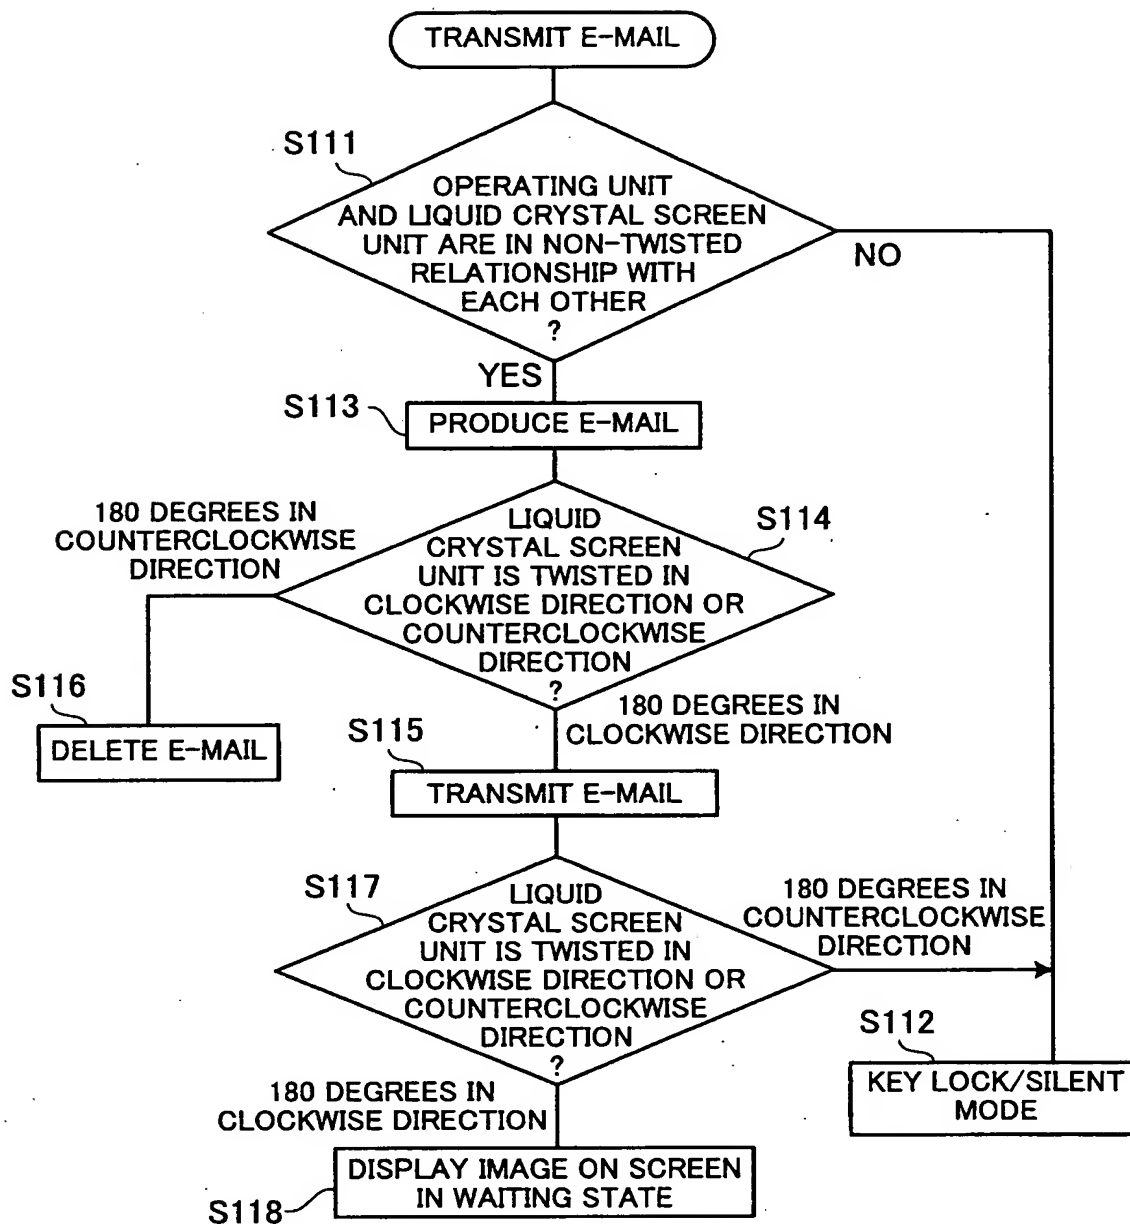 TRANSMIT E-MAIL
S111
OPERATING UNIT
AND LIQUID CRYSTAL SCREEN
UNIT ARE IN NON-TWISTED
RELATIONSHIP WITH
EACH OTHER
?
NO
YES
S113
PRODUCE E-MAIL
180 DEGREES IN
COUNTERCLOCKWISE
DIRECTION
LIQUID
CRYSTAL SCREEN
UNIT IS TWISTED IN
CLOCKWISE DIRECTION OR
COUNTERCLOCKWISE
DIRECTION
?
S114
S116
DELETE E-MAIL
180 DEGREES IN
CLOCKWISE DIRECTION
S115
TRANSMIT E-MAIL
S117
LIQUID
CRYSTAL SCREEN
UNIT IS TWISTED IN
CLOCKWISE DIRECTION OR
COUNTERCLOCKWISE
DIRECTION
?
180 DEGREES IN
COUNTERCLOCKWISE
DIRECTION
S112
KEY LOCK/SILENT
MODE
180 DEGREES IN
CLOCKWISE DIRECTION
DISPLAY IMAGE ON SCREEN
IN WAITING STATE
S118